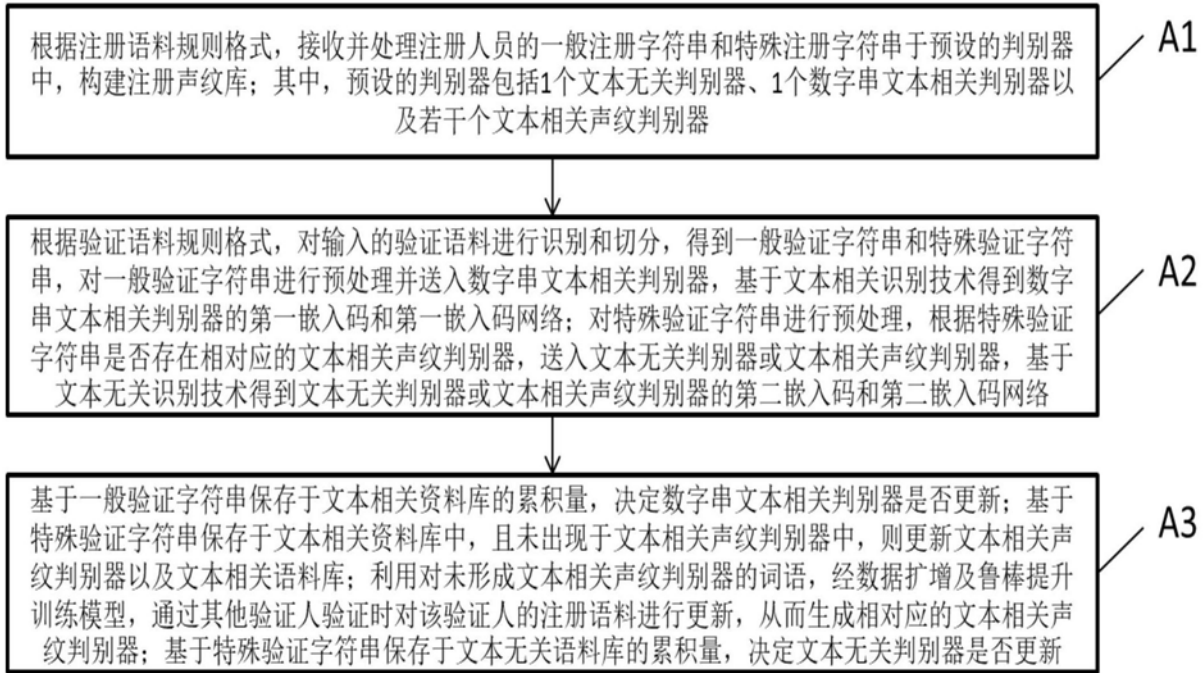 根据注册语料规则格式，接收并处理注册人员的一般注册字符串和特殊注册字符串于预设的判别器
中，构建注册声纹库；其中，预设的判别器包括1个文本无关判别器、1个数字串文本相关判别器以
及若干个文本相关声纹判别器
A1
根据验证语料规则格式，对输入的验证语料进行识别和切分，得到一般验证字符串和特殊验证字符
串，对一般验证字符串进行预处理并送入数字串文本相关判别器，基于文本相关识别技术得到数字
串文本相关判别器的第一嵌入码和第一嵌入码网络；对特殊验证字符串进行预处理，根据特殊验证
字符串是否存在相对应的文本相关声纹判别器，送入文本无关判别器或文本相关声纹判别器，基于
文本无关识别技术得到文本无关判别器或文本相关声纹判别器的第二嵌入码和第二嵌入码网络
A2
基于一般验证字符串保存于文本相关资料库的累积量，决定数字串文本相关判别器是否更新；基于
特殊验证字符串保存于文本相关资料库中，且未出现于文本相关声纹判别器中，则更新文本相关声
纹判别器以及文本相关语料库；利用对未形成文本相关声纹判别器的词语，经数据扩增及鲁棒提升
训练模型，通过其他验证人验证时对该验证人的注册语料进行更新，从而生成相对应的文本相关声
纹判别器；基于特殊验证字符串保存于文本无关语料库的累积量，决定文本无关判别器是否更新
A3